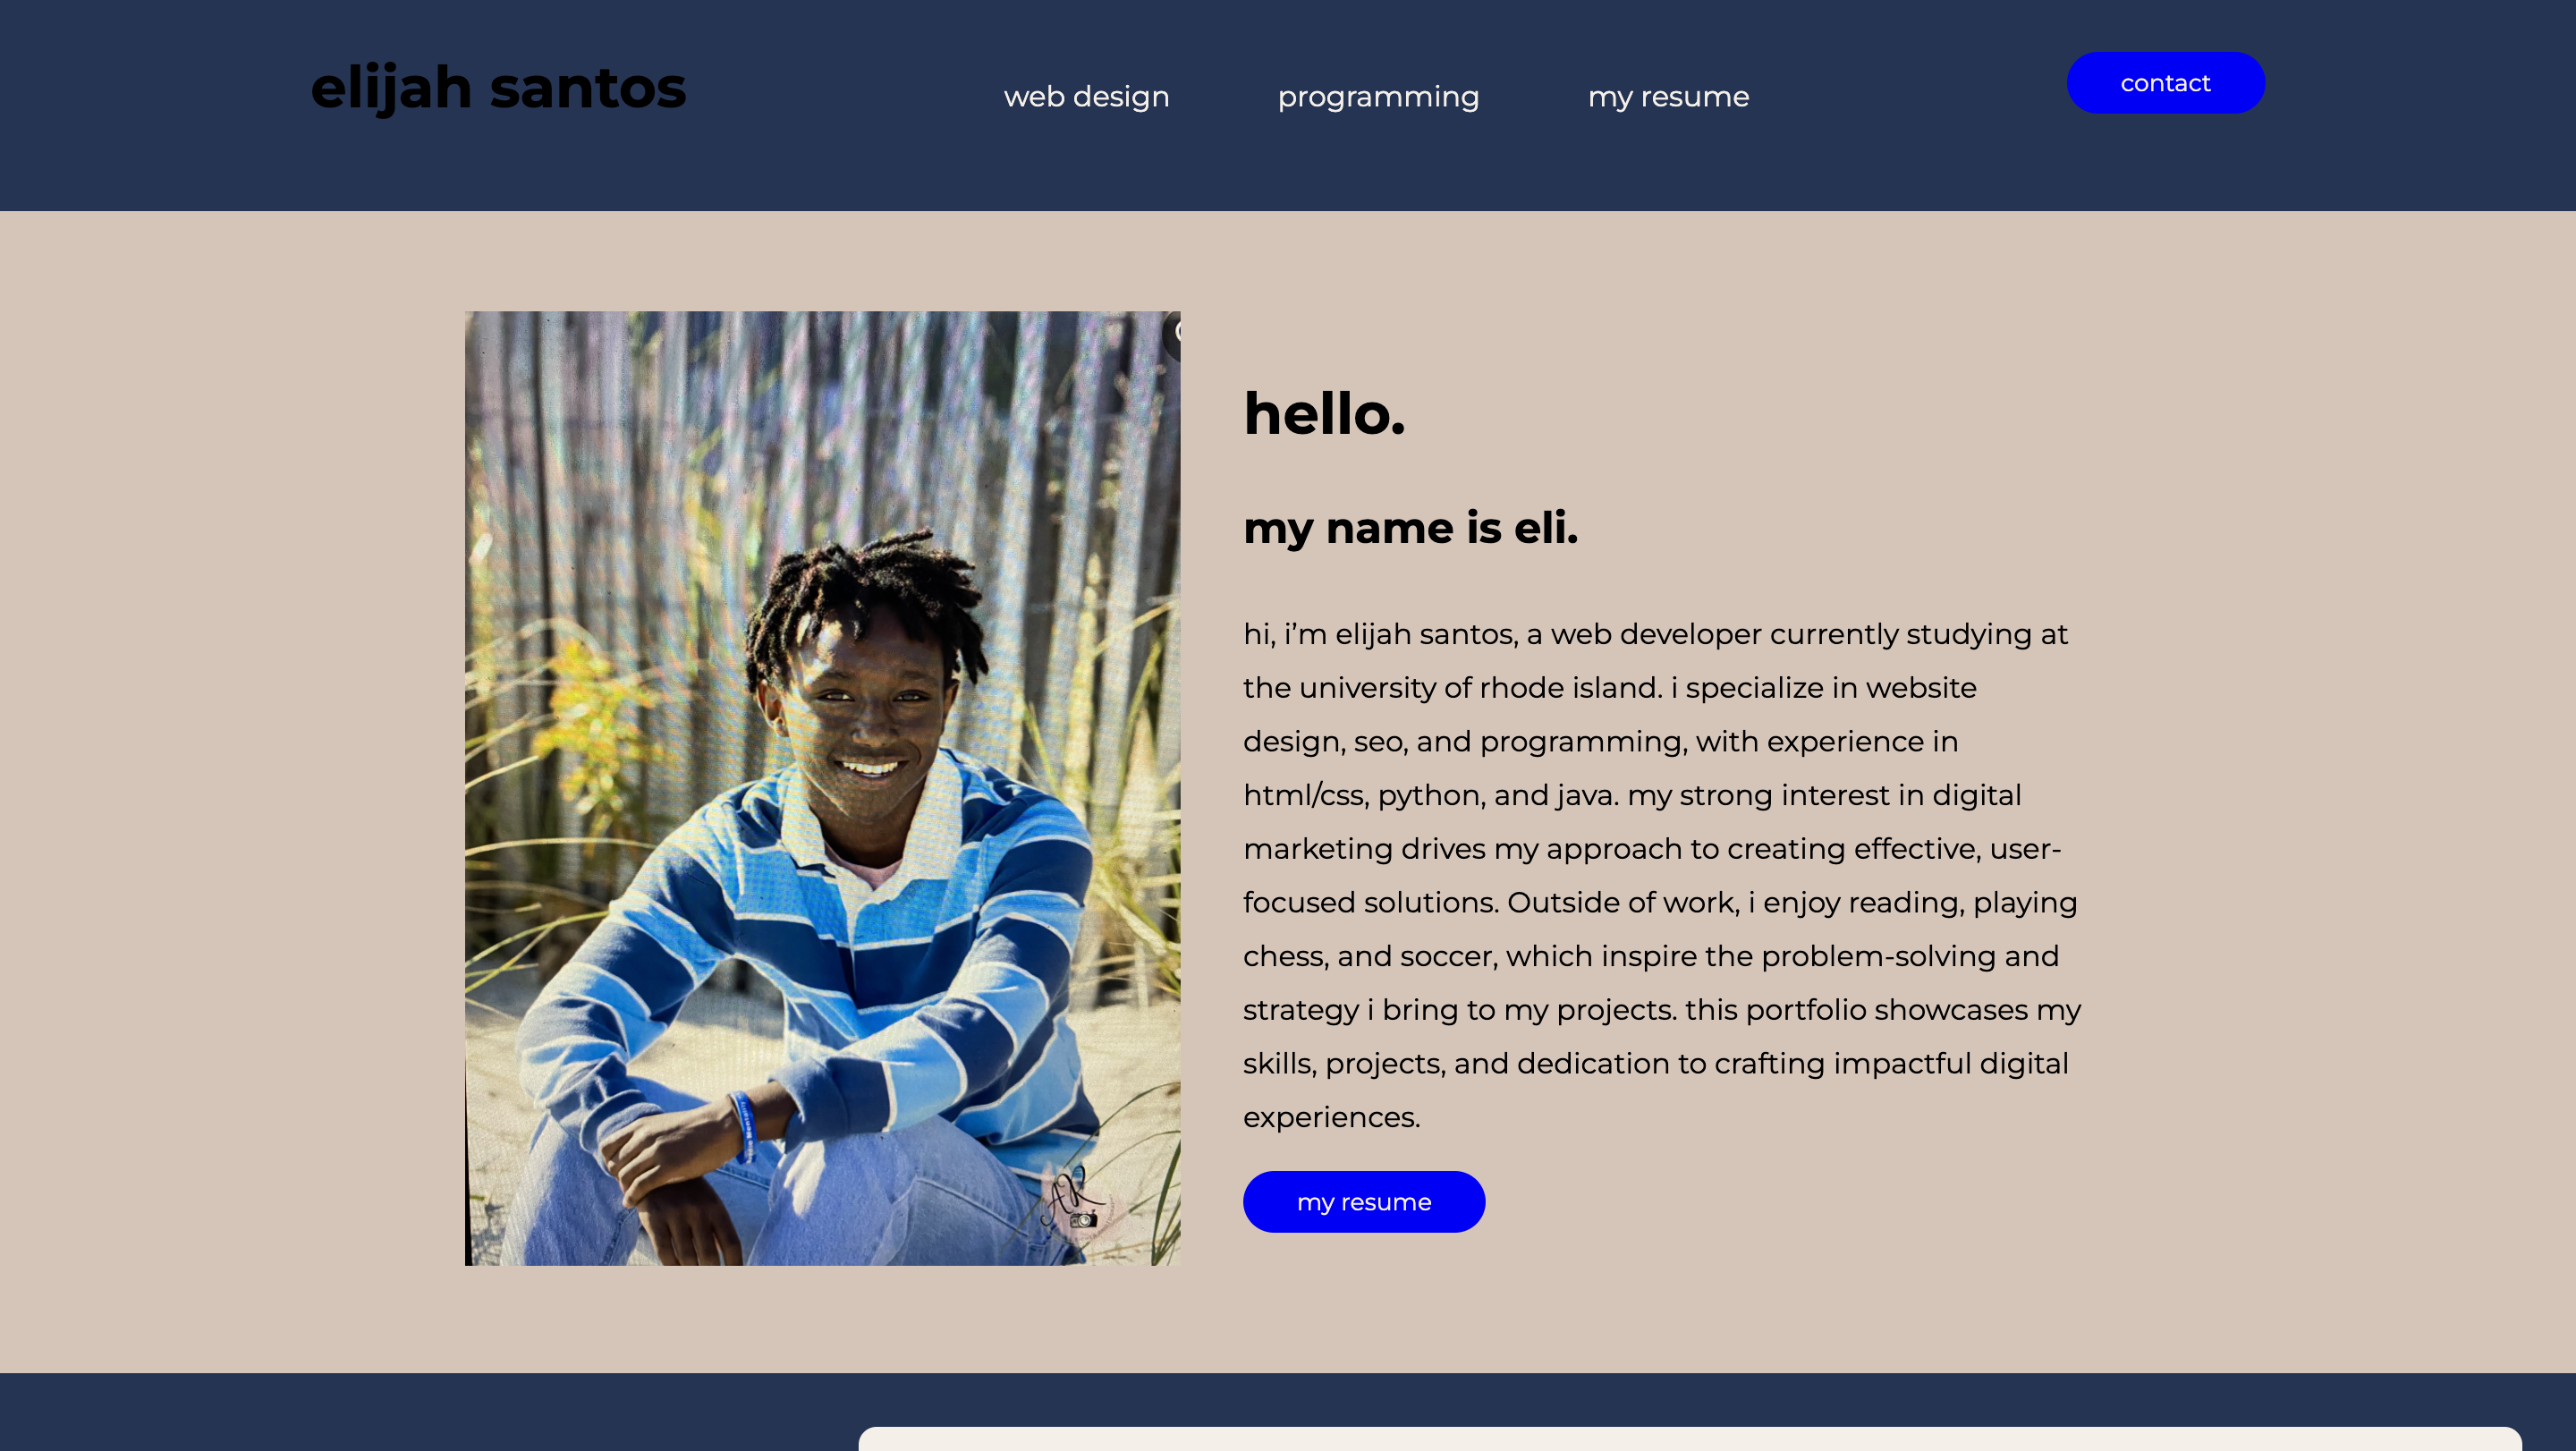 elijah santos
web design
programming
my resume
contact
hello.
my name is eli.
hi, i’m elijah santos, a web developer currently studying at
the university of rhode island. i specialize in website
design, seo, and programming, with experience in
html/css, python, and java. my strong interest in digital
marketing drives my approach to creating effective, user-
focused solutions. Outside of work, i enjoy reading, playing
chess, and soccer, which inspire the problem-solving and
strategy i bring to my projects. this portfolio showcases my
skills, projects, and dedication to crafting impactful digital
experiences.
my resume
AK